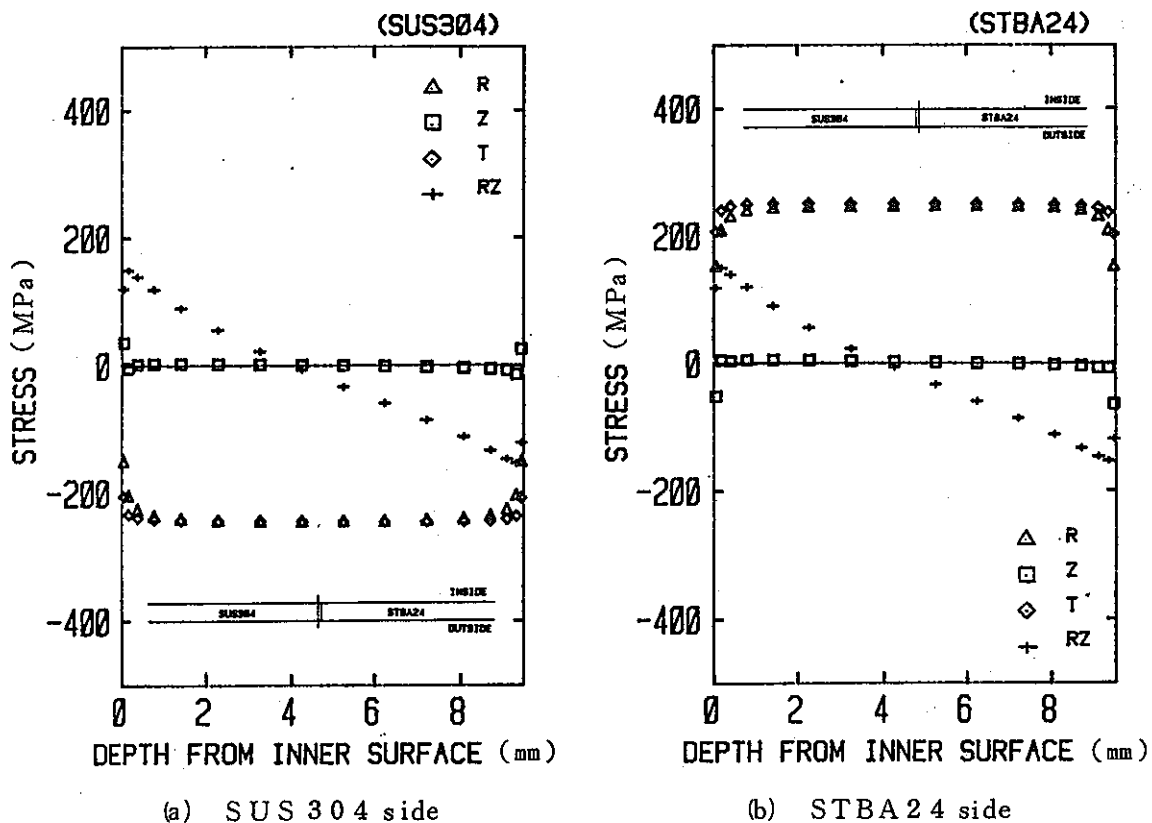 (SUS304)
400
200
0
-200
-400
STRESS (MPa)
R
Z
T
RZ
INSIDE
SUS304 STBA24
OUTSIDE
0 2 4 6 8
DEPTH FROM INNER SURFACE (mm)
(a) SUS 304 side
(STBA24)
400
200
0
-200
-400
STRESS (MPa)
INSIDE
SUS304 STBA24
OUTSIDE
R
Z
T
RZ
0 2 4 6 8
DEPTH FROM INNER SURFACE (mm)
(b) STBA24 side